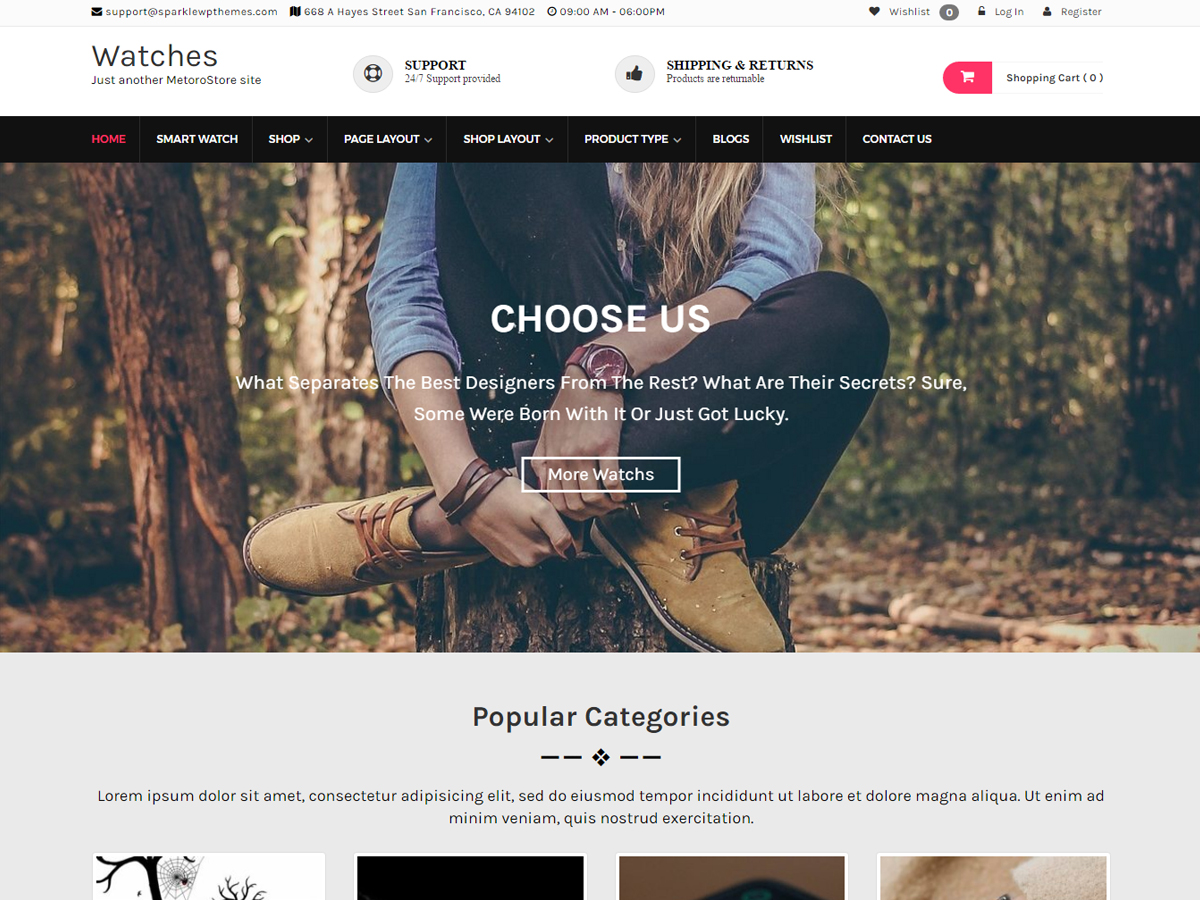 support@sparklewpthemes.com 668 A Hayes Street San Francisco, CA 94102 09:00 AM - 06:00PM Wishlist 0 Log In Register
Watches
Just another MetoroStore site
SUPPORT
24/7 Support provided
SHIPPING & RETURNS
Products are returnable
Shopping Cart ( 0 )
HOME SMART WATCH SHOP PAGE LAYOUT SHOP LAYOUT PRODUCT TYPE BLOGS WISHLIST CONTACT US
CHOOSE US
What Separates The Best Designers From The Rest? What Are Their Secrets? Sure,
Some Were Born With It Or Just Got Lucky.
More Watchs
Popular Categories
Lorem ipsum dolor sit amet, consectetur adipisicing elit, sed do eiusmod tempor incididunt ut labore et dolore magna aliqua. Ut enim ad
minim veniam, quis nostrud exercitation.